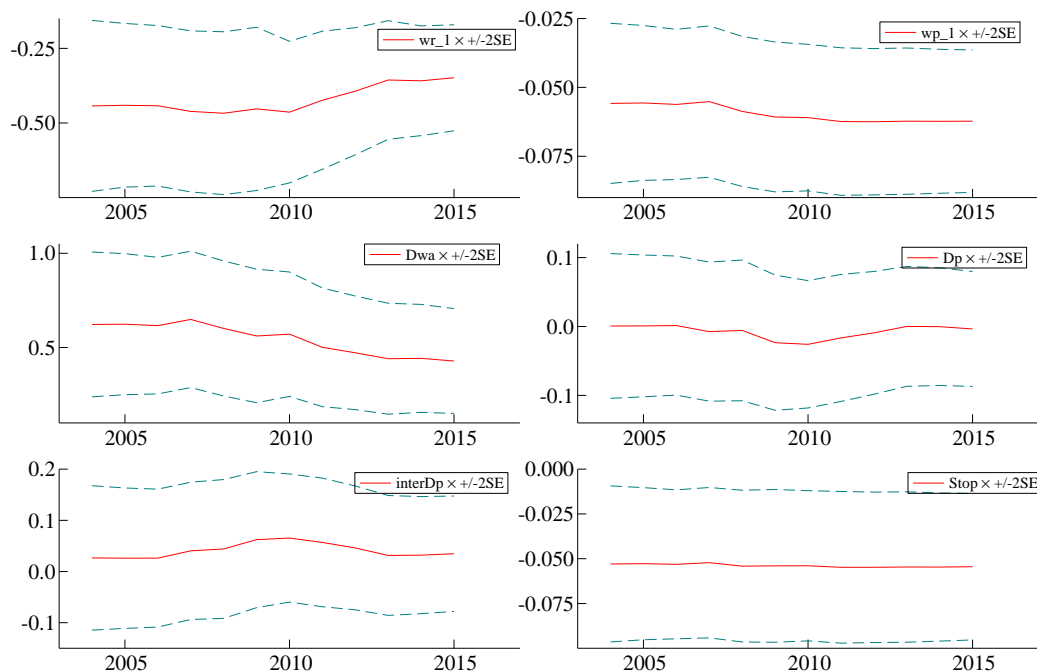 -0.25
-0.50
2005 2010 2015
wr_1 × +/-2SE
-0.025
-0.050
-0.075
2005 2010 2015
wp_1 × +/-2SE
1.0
0.5
2005 2010 2015
Dwa × +/-2SE
0.1
0.0
-0.1
2005 2010 2015
Dp × +/-2SE
0.2
0.1
0.0
-0.1
2005 2010 2015
interDp × +/-2SE
0.000
-0.025
-0.050
-0.075
2005 2010 2015
Stop × +/-2SE